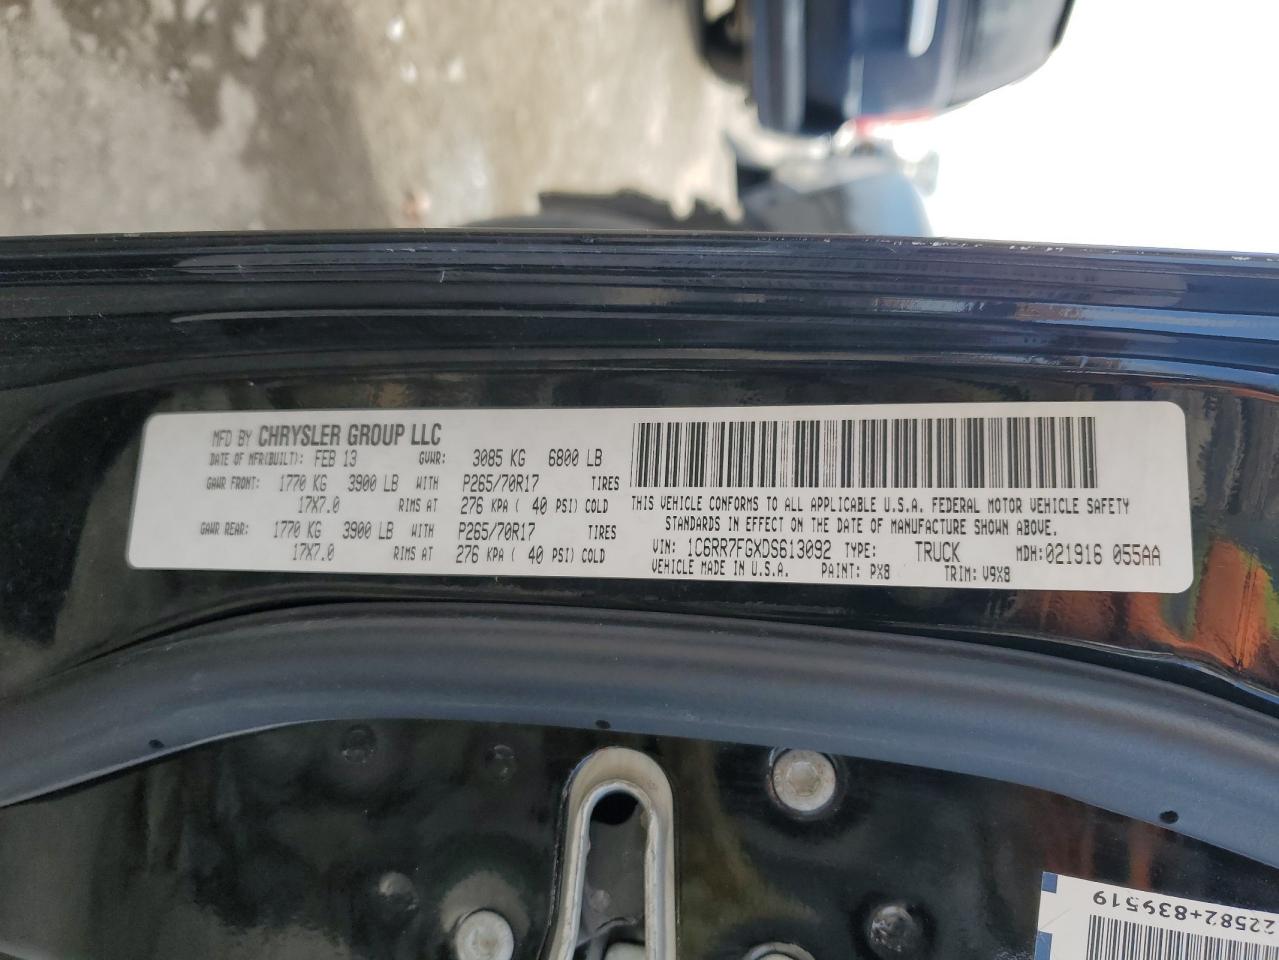 MFD BY CHRYSLER GROUP LLC
DATE OF MFR(BUILT): FEB 13 GVWR: 3085 KG 6800 LB
GAWR FRONT: 1770 KG 3900 LB WITH P265/70R17 TIRES
17X7.0 RIMS AT 276 KPA ( 40 PSI) COLD
GAWR REAR: 1770 KG 3900 LB WITH P265/70R17 TIRES
17X7.0 RIMS AT 276 KPA ( 40 PSI) COLD
THIS VEHICLE CONFORMS TO ALL APPLICABLE U.S.A. FEDERAL MOTOR VEHICLE SAFETY
STANDARDS IN EFFECT ON THE DATE OF MANUFACTURE SHOWN ABOVE.
VIN: 1C6RR7FGXDS613092 TYPE: TRUCK MDH:021916 055AA
VEHICLE MADE IN U.S.A. PAINT: PX8 TRIM: V9X8
22582+839519